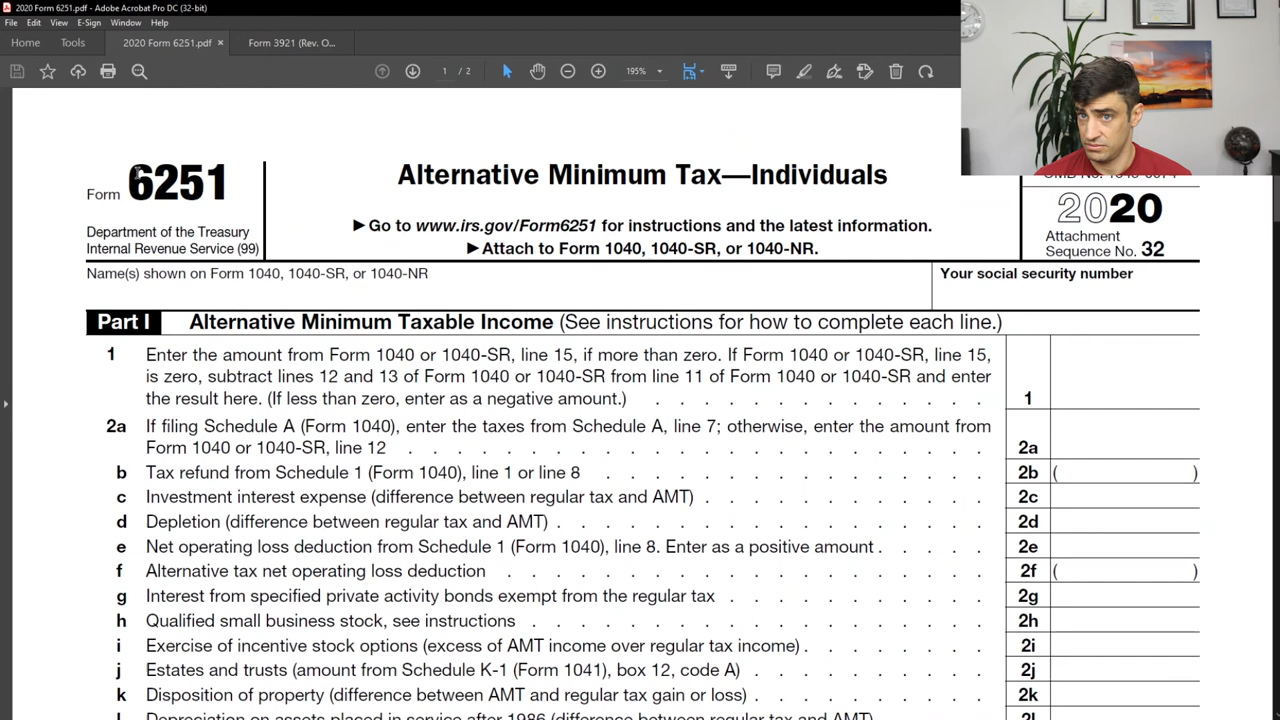 2020 Form 6251.pdf - Adobe Acrobat Pro DC (32-bit)
File Edit View E-Sign Window Help
Home Tools 2020 Form 6251.pdf × Form 3921 (Rev. O...
1 / 2 195%
Form 6251
Alternative Minimum Tax—Individuals
2020
Department of the Treasury
Internal Revenue Service (99)
▶ Go to www.irs.gov/Form6251 for instructions and the latest information.
▶ Attach to Form 1040, 1040-SR, or 1040-NR.
Attachment
Sequence No. 32
Name(s) shown on Form 1040, 1040-SR, or 1040-NR
Your social security number
Part I Alternative Minimum Taxable Income (See instructions for how to complete each line.)
1 Enter the amount from Form 1040 or 1040-SR, line 15, if more than zero. If Form 1040 or 1040-SR, line 15,
is zero, subtract lines 12 and 13 of Form 1040 or 1040-SR from line 11 of Form 1040 or 1040-SR and enter
the result here. (If less than zero, enter as a negative amount.) . . . . . . . . . . . . . . 1
2a If filing Schedule A (Form 1040), enter the taxes from Schedule A, line 7; otherwise, enter the amount from
Form 1040 or 1040-SR, line 12 . . . . . . . . . . . . . . . . . . . . . . . . 2a
b Tax refund from Schedule 1 (Form 1040), line 1 or line 8 . . . . . . . . . . . . . . . . 2b ( )
c Investment interest expense (difference between regular tax and AMT) . . . . . . . . . . . . 2c
d Depletion (difference between regular tax and AMT) . . . . . . . . . . . . . . . . . . 2d
e Net operating loss deduction from Schedule 1 (Form 1040), line 8. Enter as a positive amount . . . . . 2e
f Alternative tax net operating loss deduction . . . . . . . . . . . . . . . . . . . . 2f ( )
g Interest from specified private activity bonds exempt from the regular tax . . . . . . . . . . . 2g
h Qualified small business stock, see instructions . . . . . . . . . . . . . . . . . . . 2h
i Exercise of incentive stock options (excess of AMT income over regular tax income) . . . . . . . . 2i
j Estates and trusts (amount from Schedule K-1 (Form 1041), box 12, code A) . . . . . . . . . . 2j
k Disposition of property (difference between AMT and regular tax gain or loss) . . . . . . . . . . 2k
l Depreciation on assets placed in service after 1986 (difference between regular tax and AMT) . . . . . 2l